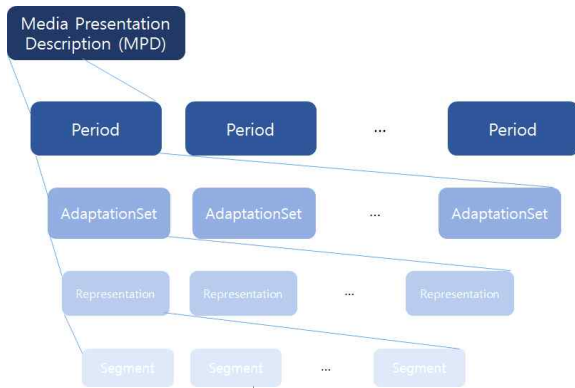 Media Presentation
Description (MPD)
Period Period ... Period
AdaptationSet AdaptationSet ... AdaptationSet
Representation Representation ... Representation
Segment Segment ... Segment